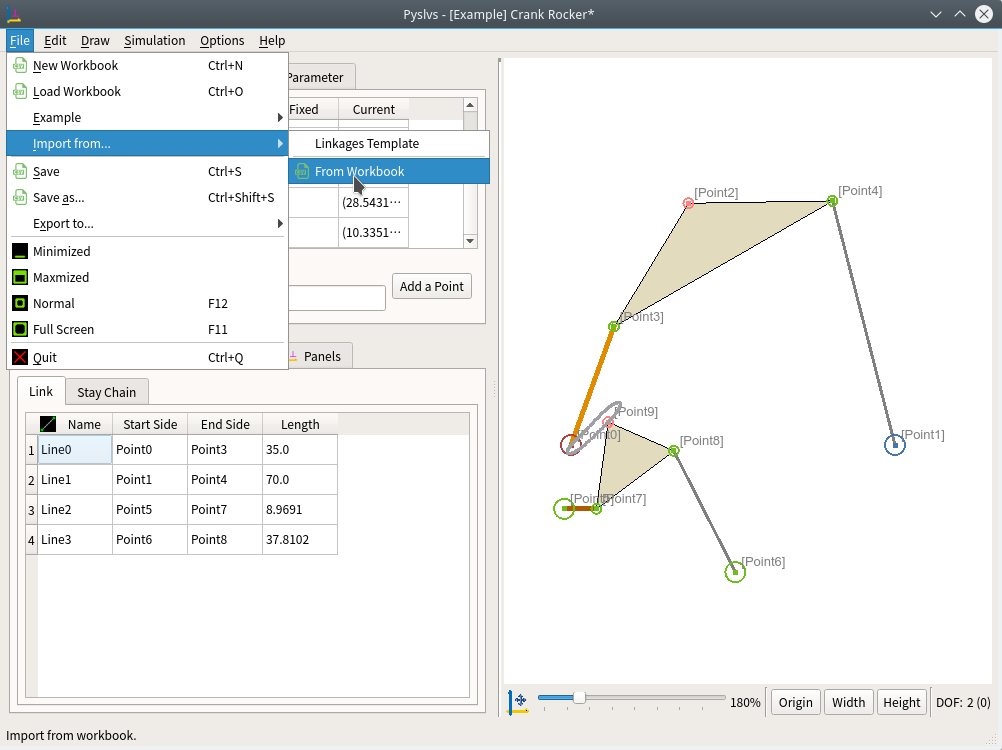 Pyslvs - [Example] Crank Rocker*
File Edit Draw Simulation Options Help
New Workbook Ctrl+N
Load Workbook Ctrl+O
Example
Import from...
Save Ctrl+S
Save as... Ctrl+Shift+S
Export to...
Minimized
Maxmized
Normal F12
Full Screen F11
Quit Ctrl+Q
Linkages Template
From Workbook
Parameter
Fixed Current
(28.5431···
(10.3351···
Add a Point
Panels
Link Stay Chain
Name Start Side End Side Length
1 Line0 Point0 Point3 35.0
2 Line1 Point1 Point4 70.0
3 Line2 Point5 Point7 8.9691
4 Line3 Point6 Point8 37.8102
[Point2]
[Point4]
[Point3]
[Point9]
[Point0]
[Point1]
[Point8]
[Point5]
[Point7]
[Point6]
180% Origin Width Height DOF: 2 (0)
Import from workbook.